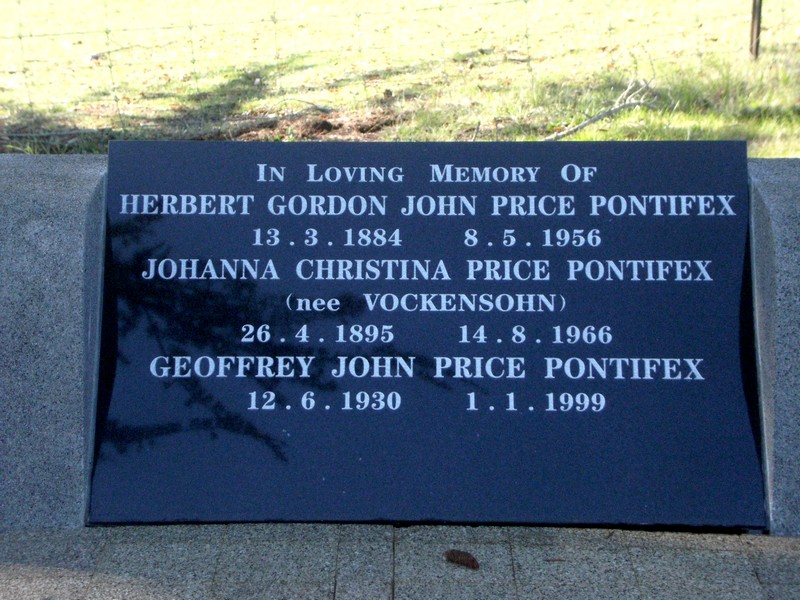 In Loving Memory Of
HERBERT GORDON JOHN PRICE PONTIFEX
13 . 3 . 1884 8 . 5 . 1956
JOHANNA CHRISTINA PRICE PONTIFEX
(nee VOCKENSOHN)
26 . 4 . 1895 14 . 8 . 1966
GEOFFREY JOHN PRICE PONTIFEX
12 . 6 . 1930 1 . 1 . 1999